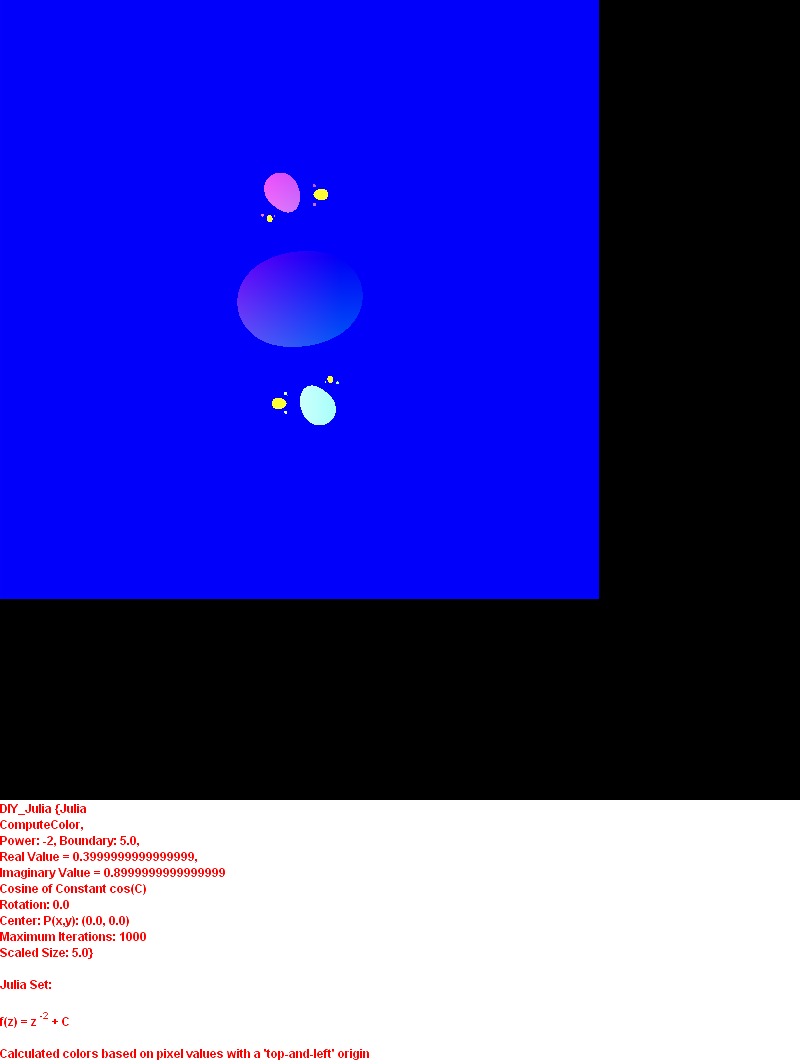 DIY_Julia {Julia
ComputeColor,
Power: -2, Boundary: 5.0,
Real Value = 0.3999999999999999,
Imaginary Value = 0.8999999999999999
Cosine of Constant cos(C)
Rotation: 0.0
Center: P(x,y): (0.0, 0.0)
Maximum Iterations: 1000
Scaled Size: 5.0}
Julia Set:
f(z) = z -2 + C
Calculated colors based on pixel values with a 'top-and-left' origin